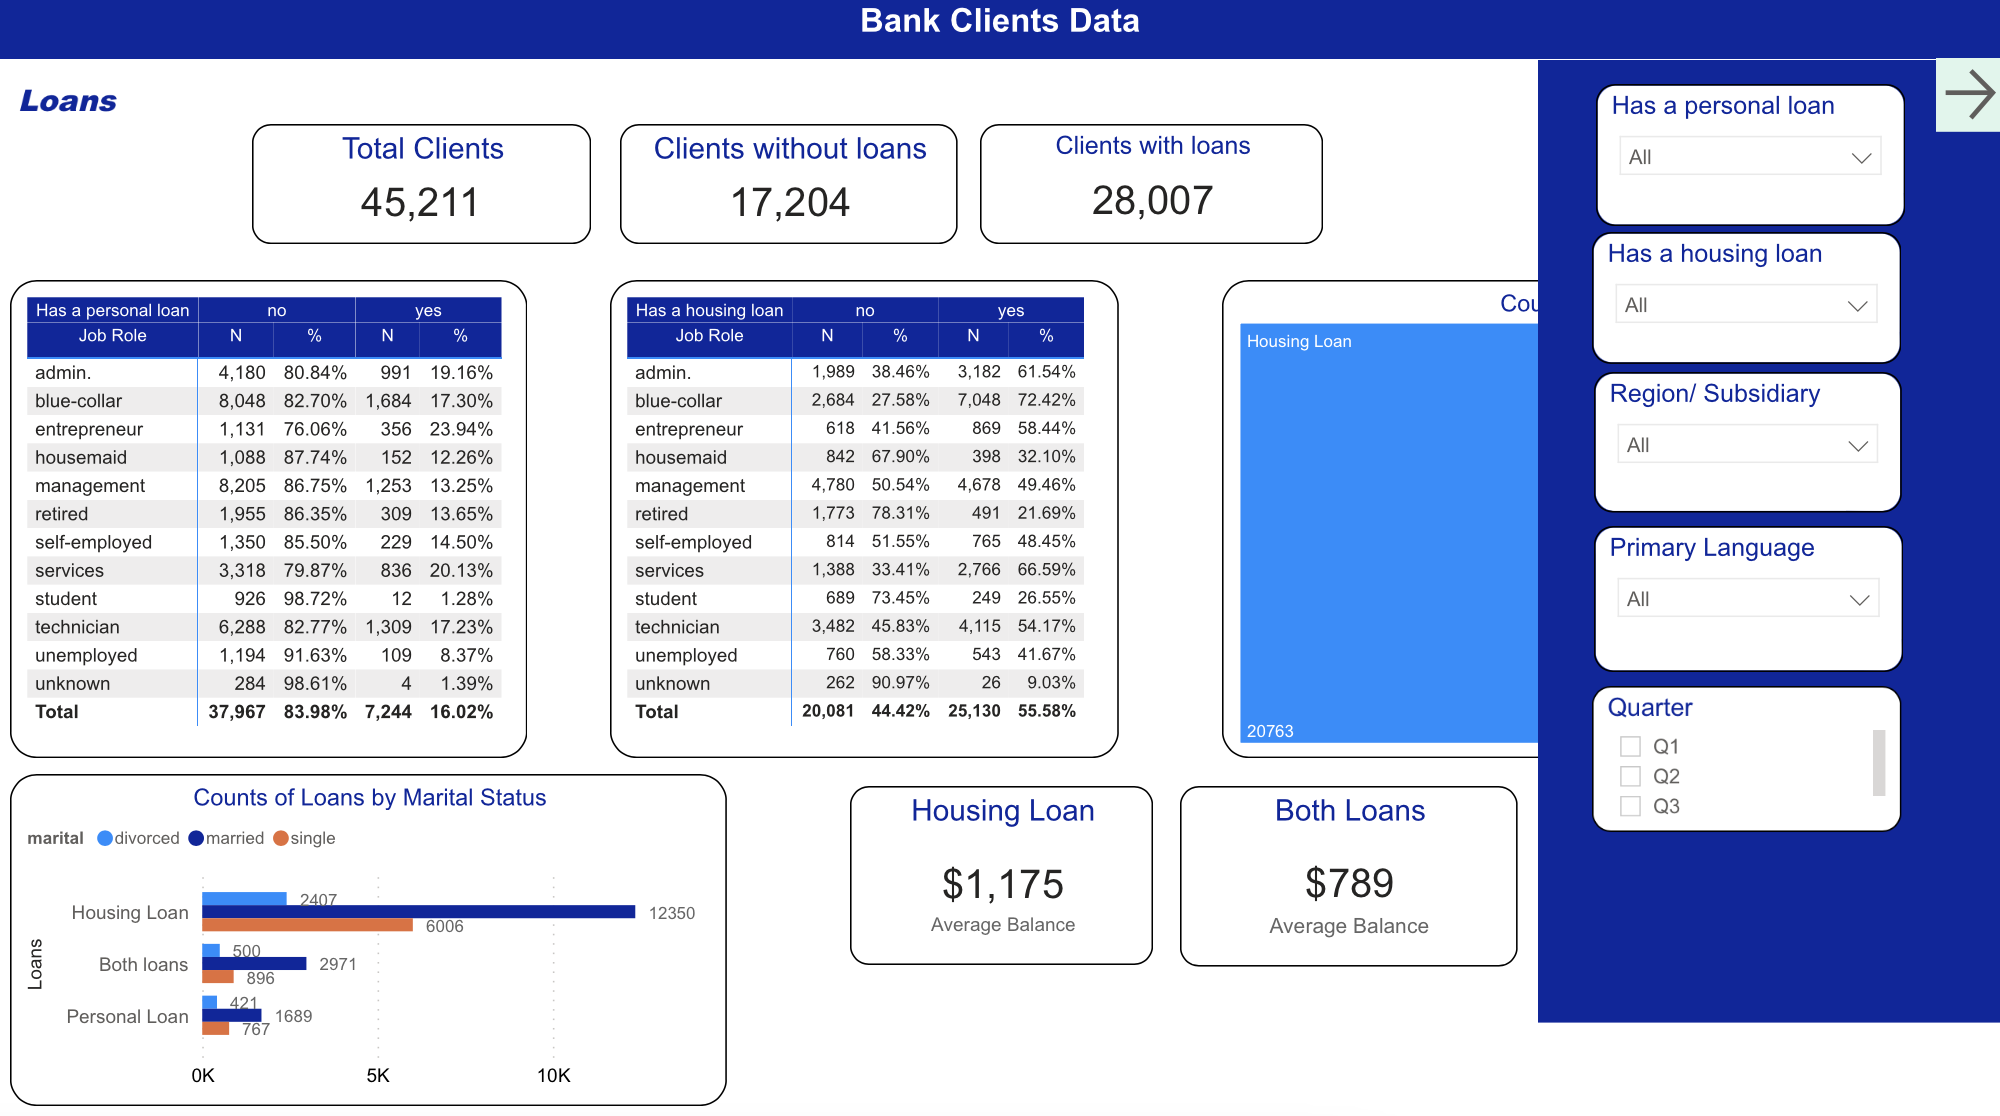 Bank Clients Data
Loans
Total Clients
45,211
Clients without loans
17,204
Clients with loans
28,007
Has a personal loan no yes
Job Role N % N %
admin. 4,180 80.84% 991 19.16%
blue-collar 8,048 82.70% 1,684 17.30%
entrepreneur 1,131 76.06% 356 23.94%
housemaid 1,088 87.74% 152 12.26%
management 8,205 86.75% 1,253 13.25%
retired 1,955 86.35% 309 13.65%
self-employed 1,350 85.50% 229 14.50%
services 3,318 79.87% 836 20.13%
student 926 98.72% 12 1.28%
technician 6,288 82.77% 1,309 17.23%
unemployed 1,194 91.63% 109 8.37%
unknown 284 98.61% 4 1.39%
Total 37,967 83.98% 7,244 16.02%
Has a housing loan no yes
Job Role N % N %
admin. 1,989 38.46% 3,182 61.54%
blue-collar 2,684 27.58% 7,048 72.42%
entrepreneur 618 41.56% 869 58.44%
housemaid 842 67.90% 398 32.10%
management 4,780 50.54% 4,678 49.46%
retired 1,773 78.31% 491 21.69%
self-employed 814 51.55% 765 48.45%
services 1,388 33.41% 2,766 66.59%
student 689 73.45% 249 26.55%
technician 3,482 45.83% 4,115 54.17%
unemployed 760 58.33% 543 41.67%
unknown 262 90.97% 26 9.03%
Total 20,081 44.42% 25,130 55.58%
Cou
Housing Loan
20763
Counts of Loans by Marital Status
marital divorced married single
Loans
Housing Loan 2407 12350 6006
Both loans 500 2971 896
Personal Loan 421 1689 767
0K 5K 10K
Housing Loan
$1,175
Average Balance
Both Loans
$789
Average Balance
Has a personal loan
All
Has a housing loan
All
Region/ Subsidiary
All
Primary Language
All
Quarter
Q1
Q2
Q3